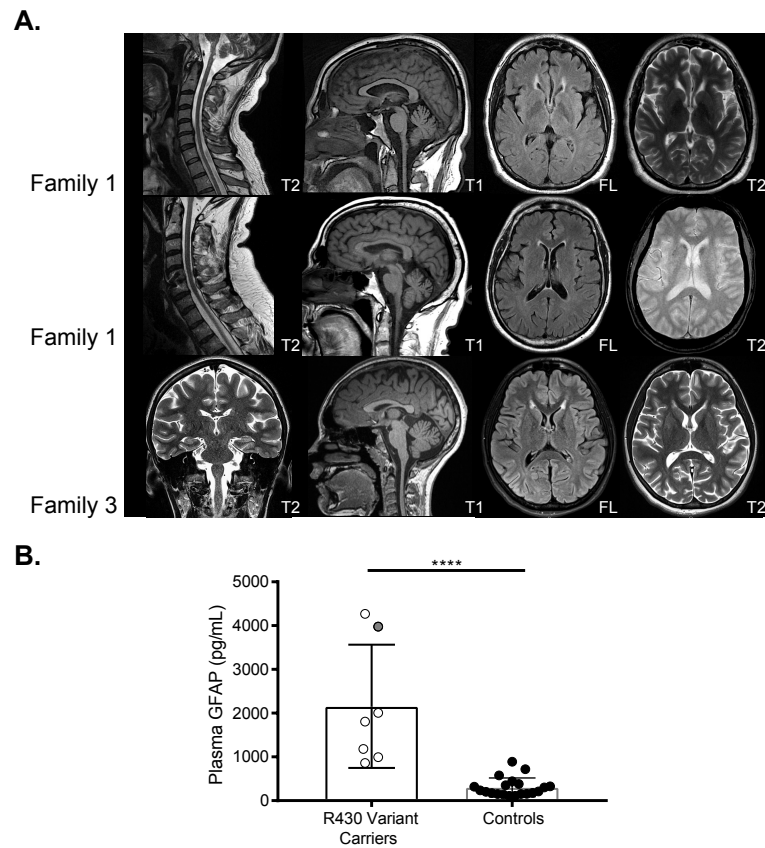 A.
Family 1
T2
T1
FL
T2
Family 1
T2
T1
FL
T2
Family 3
T2
T1
FL
T2
B.
****
Plasma GFAP (pg/mL)
5000
4000
3000
2000
1000
0
R430 Variant
Carriers
Controls